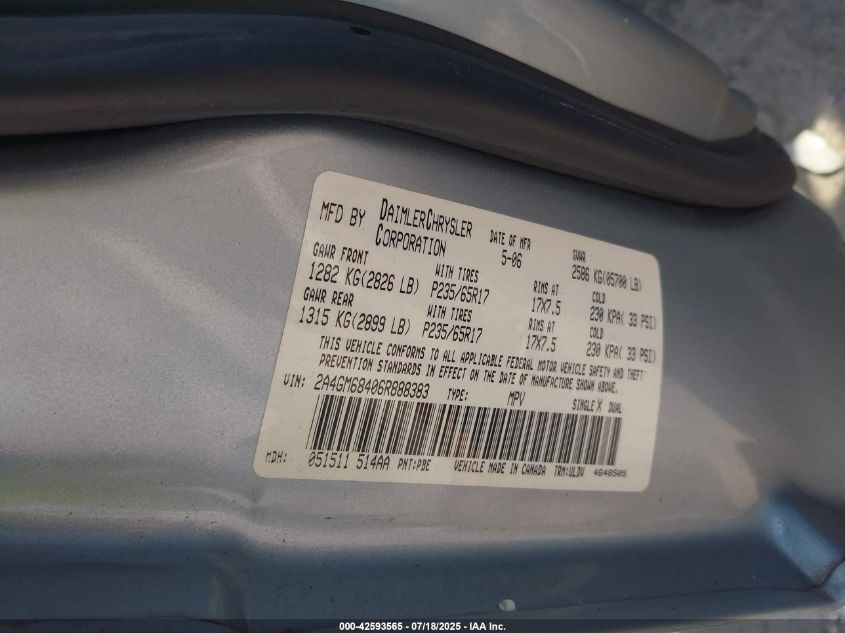 MFD BY DAIMLERCHRYSLER CORPORATION DATE OF MFR 5-06 GVWR 2586 KG(05700 LB)
GAWR FRONT 1282 KG(2826 LB) WITH TIRES P235/65R17 RIMS AT 17X7.5 COLD 230 KPA( 33 PSI)
GAWR REAR 1315 KG(2899 LB) WITH TIRES P235/65R17 RIMS AT 17X7.5 COLD 230 KPA( 33 PSI)
THIS VEHICLE CONFORMS TO ALL APPLICABLE FEDERAL MOTOR VEHICLE SAFETY AND THEFT
PREVENTION STANDARDS IN EFFECT ON THE DATE OF MANUFACTURE SHOWN ABOVE.
VIN: 2A4GM68406R888383 TYPE: MPV SINGLE X DUAL
MDH: 051511 514AA PNT:PBE VEHICLE MADE IN CANADA TRM:ULDV 4648505
000-42593565 - 07/18/2025 - IAA Inc.